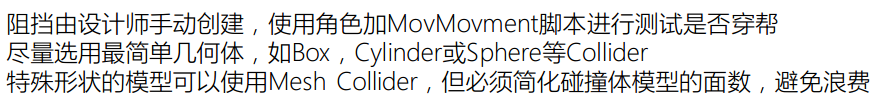 阻挡由设计师手动创建，使用角色加MovMovment脚本进行测试是否穿帮
尽量选用最简单几何体，如Box，Cylinder或Sphere等Collider
特殊形状的模型可以使用Mesh Collider，但必须简化碰撞体模型的面数，避免浪费